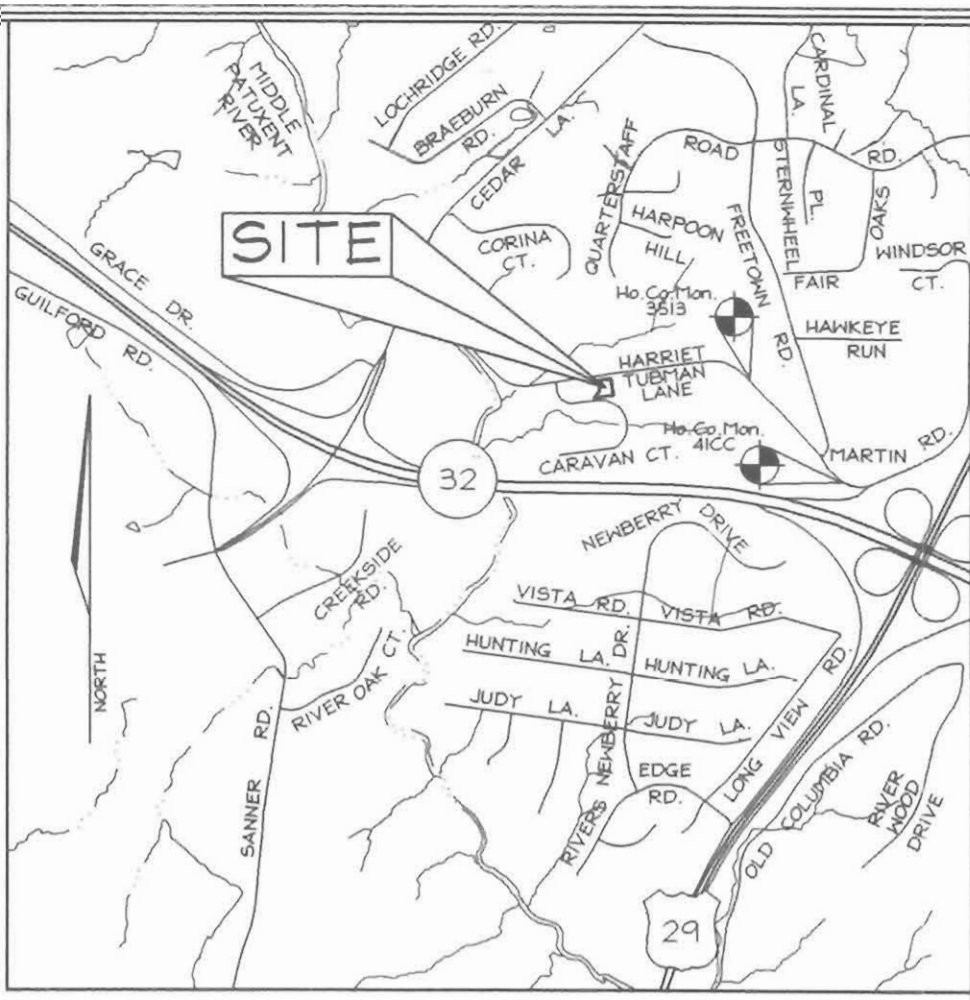 MIDDLE
PATUXENT
RIVER
LOCHRIDGE RD.
BRAEBURN
RD.
CEDAR LA.
CARDINAL
LA.
QUARTERSTAFF
ROAD
RD.
STERNWHEEL
PL.
OAKS
FAIR
WINDSOR
CT.
SITE
CORINA
CT.
HARPOON
HILL
FREETOWN
RD.
GRACE DR.
GUILFORD RD.
Ho.Co.Mon.
3513
HAWKEYE
RUN
HARRIET
TUBMAN
LANE
Ho.Co.Mon.
41CC
MARTIN RD.
CARAVAN CT.
32
NEWBERRY DRIVE
CREEKSIDE
RD.
VISTA RD. VISTA RD.
HUNTING LA. HUNTING LA.
JUDY LA. JUDY LA.
NEWBERRY DR.
NORTH
RIVER OAK CT.
SANNER RD.
LONG VIEW RD.
RIVERS
EDGE
RD.
OLD COLUMBIA RD.
RIVER
WOOD
DRIVE
29